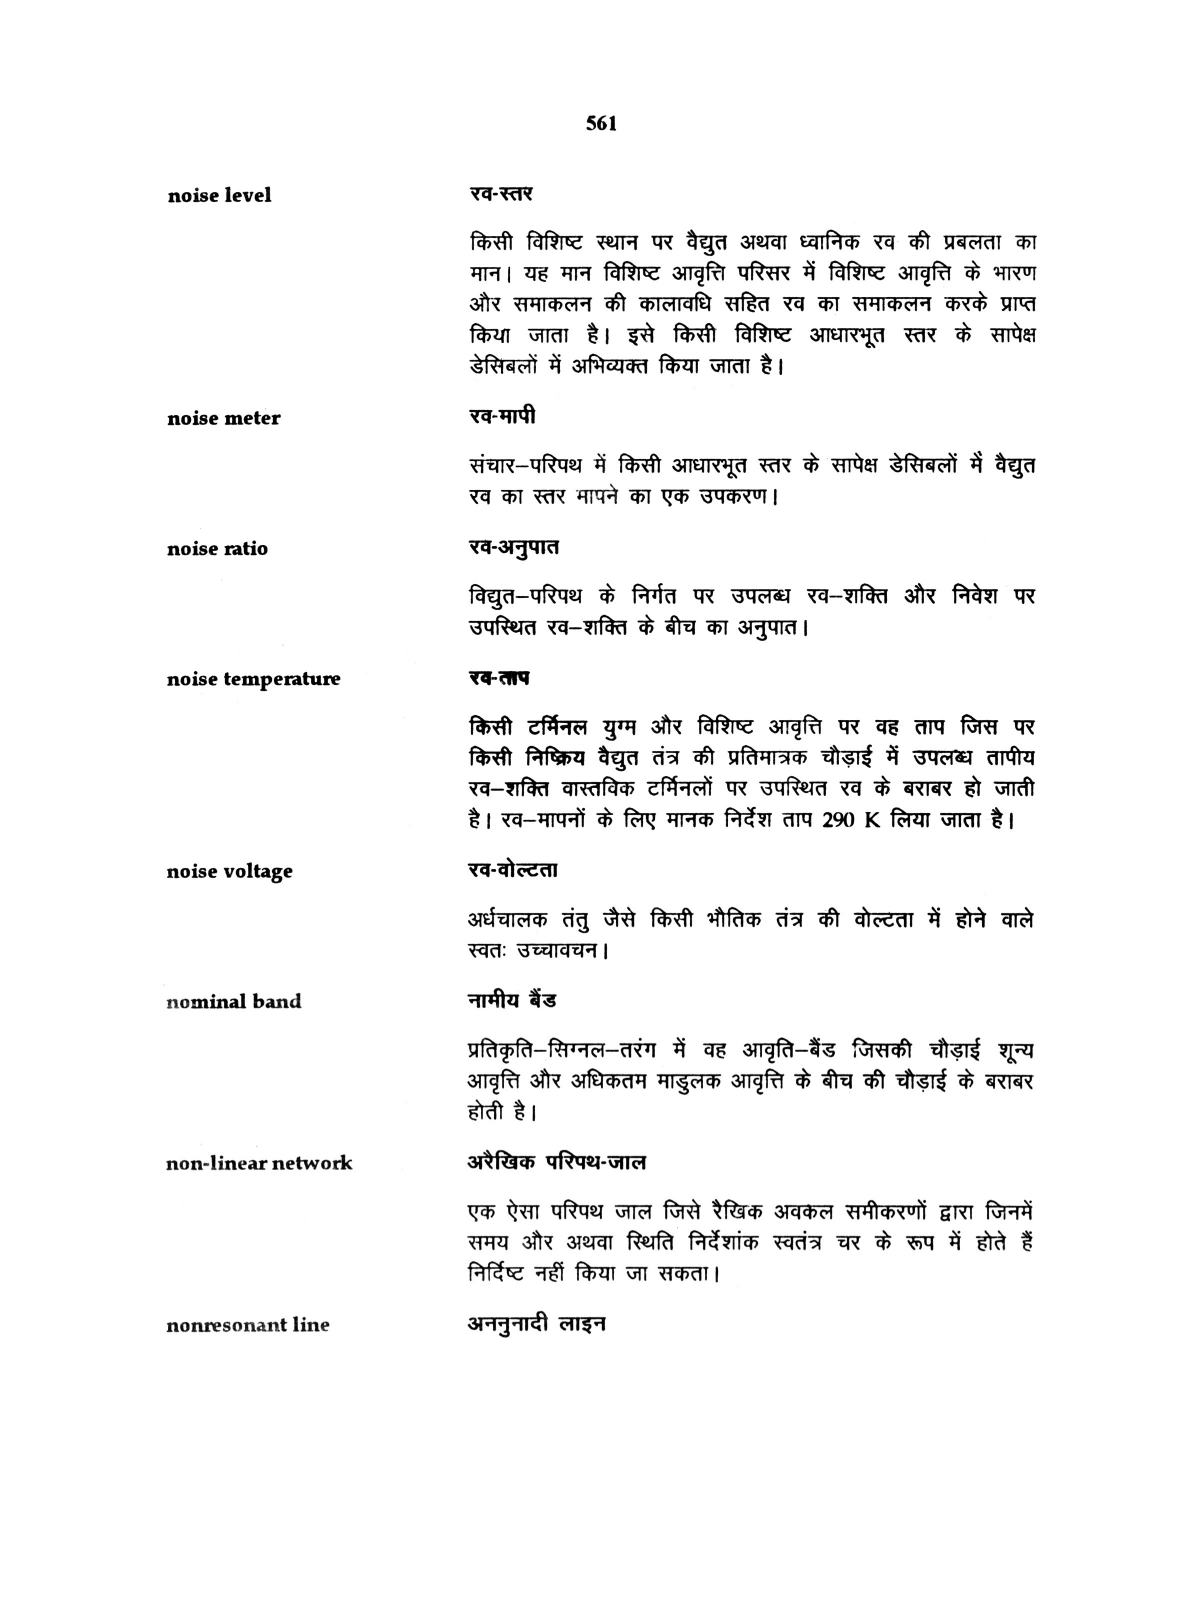 561
noise level रव-स्तर
किसी विशिष्ट स्थान पर वैद्युत अथवा ध्वानिक रव की प्रबलता का
मान। यह मान विशिष्ट आवृत्ति परिसर में विशिष्ट आवृत्ति के भारण
और समाकलन की कालावधि सहित रव का समाकलन करके प्राप्त
किया जाता है। इसे किसी विशिष्ट आधारभूत स्तर के सापेक्ष
डेसिबलों में अभिव्यक्त किया जाता है।
noise meter रव-मापी
संचार–परिपथ में किसी आधारभूत स्तर के सापेक्ष डेसिबलों में वैद्युत
रव का स्तर मापने का एक उपकरण।
noise ratio रव-अनुपात
विद्युत–परिपथ के निर्गत पर उपलब्ध रव–शक्ति और निवेश पर
उपस्थित रव–शक्ति के बीच का अनुपात।
noise temperature रव-ताप
किसी टर्मिनल युग्म और विशिष्ट आवृत्ति पर वह ताप जिस पर
किसी निष्क्रिय वैद्युत तंत्र की प्रतिमात्रक चौड़ाई में उपलब्ध तापीय
रव–शक्ति वास्तविक टर्मिनलों पर उपस्थित रव के बराबर हो जाती
है। रव–मापनों के लिए मानक निर्देश ताप 290 K लिया जाता है।
noise voltage रव-वोल्टता
अर्धचालक तंतु जैसे किसी भौतिक तंत्र की वोल्टता में होने वाले
स्वतः उच्चावचन।
nominal band नामीय बैंड
प्रतिकृति–सिग्नल–तरंग में वह आवृति–बैंड जिसकी चौड़ाई शून्य
आवृत्ति और अधिकतम माडुलक आवृत्ति के बीच की चौड़ाई के बराबर
होती है।
non-linear network अरैखिक परिपथ-जाल
एक ऐसा परिपथ जाल जिसे रैखिक अवकल समीकरणों द्वारा जिनमें
समय और अथवा स्थिति निर्देशांक स्वतंत्र चर के रूप में होते हैं
निर्दिष्ट नहीं किया जा सकता।
nonresonant line अननुनादी लाइन